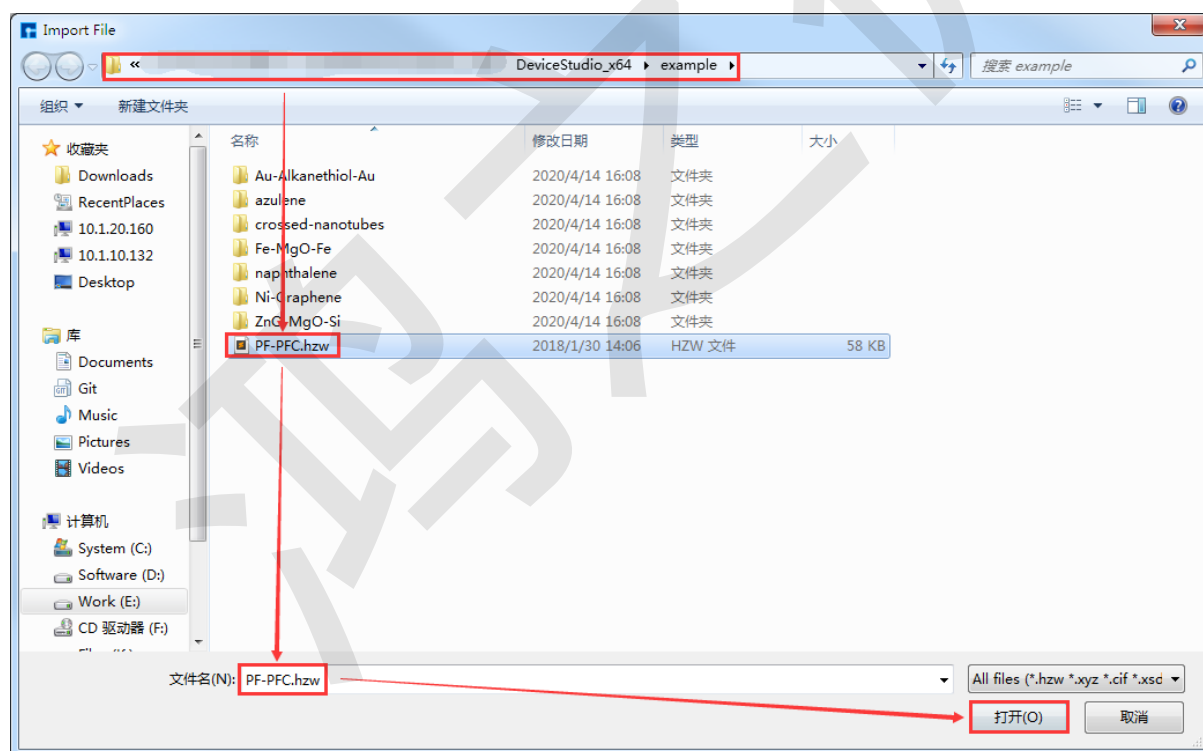 Import File
« DeviceStudio_x64 ▸ example ▸
搜索 example
组织 ▼ 新建文件夹
名称 修改日期 类型 大小
Au-Alkanethiol-Au 2020/4/14 16:08 文件夹
azulene 2020/4/14 16:08 文件夹
crossed-nanotubes 2020/4/14 16:08 文件夹
Fe-MgO-Fe 2020/4/14 16:08 文件夹
naphthalene 2020/4/14 16:08 文件夹
Ni-Graphene 2020/4/14 16:08 文件夹
ZnG-MgO-Si 2020/4/14 16:08 文件夹
PF-PFC.hzw 2018/1/30 14:06 HZW 文件 58 KB
收藏夹
Downloads
RecentPlaces
10.1.20.160
10.1.10.132
Desktop
库
Documents
Git
Music
Pictures
Videos
计算机
System (C:)
Software (D:)
Work (E:)
CD 驱动器 (F:)
文件名(N): PF-PFC.hzw
All files (*.hzw *.xyz *.cif *.xsd
打开(O) 取消
鸿之